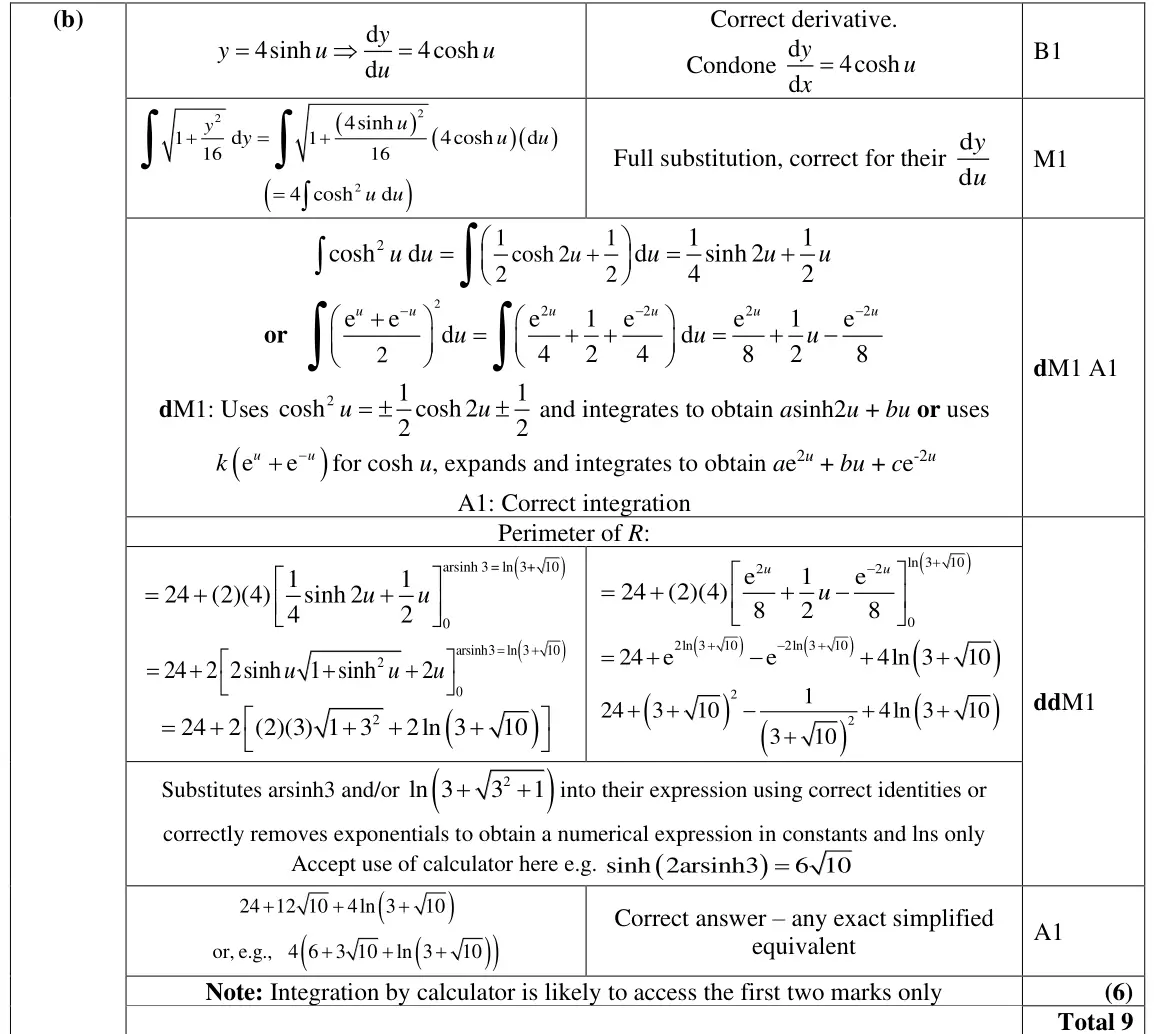 (b)
y = 4sinh u ⇒ dy/du = 4cosh u
Correct derivative.
Condone dy/dx = 4cosh u
B1
∫√(1 + y²/16) dy = ∫√(1 + (4sinh u)²/16) (4cosh u)(du)
(= 4∫cosh² u du)
Full substitution, correct for their dy/du
M1
∫cosh² u du = ∫(1/2 cosh 2u + 1/2)du = 1/4 sinh 2u + 1/2 u
or ∫((eᵘ + e⁻ᵘ)/2)² du = ∫(e²ᵘ/4 + 1/2 + e⁻²ᵘ/4) du = e²ᵘ/8 + 1/2 u − e⁻²ᵘ/8
dM1: Uses cosh² u = ± 1/2 cosh 2u ± 1/2 and integrates to obtain asinh2u + bu or uses
k(eᵘ + e⁻ᵘ) for cosh u, expands and integrates to obtain ae²ᵘ + bu + ce⁻²ᵘ
A1: Correct integration
dM1 A1
Perimeter of R:
= 24 + (2)(4)[1/4 sinh 2u + 1/2 u]₀^(arsinh 3 = ln(3+√10))
= 24 + 2[2sinh u√(1 + sinh² u) + 2u]₀^(arsinh3 = ln(3+√10))
= 24 + 2[(2)(3)√(1 + 3²) + 2ln(3 + √10)]
= 24 + (2)(4)[e²ᵘ/8 + 1/2 u − e⁻²ᵘ/8]₀^(ln(3+√10))
= 24 + e^(2ln(3+√10)) − e^(−2ln(3+√10)) + 4ln(3 + √10)
24 + (3 + √10)² − 1/(3 + √10)² + 4ln(3 + √10)
ddM1
Substitutes arsinh3 and/or ln(3 + √(3² + 1)) into their expression using correct identities or
correctly removes exponentials to obtain a numerical expression in constants and lns only
Accept use of calculator here e.g. sinh(2arsinh3) = 6√10
24 + 12√10 + 4ln(3 + √10)
or, e.g., 4(6 + 3√10 + ln(3 + √10))
Correct answer – any exact simplified
equivalent
A1
Note: Integration by calculator is likely to access the first two marks only
(6)
Total 9